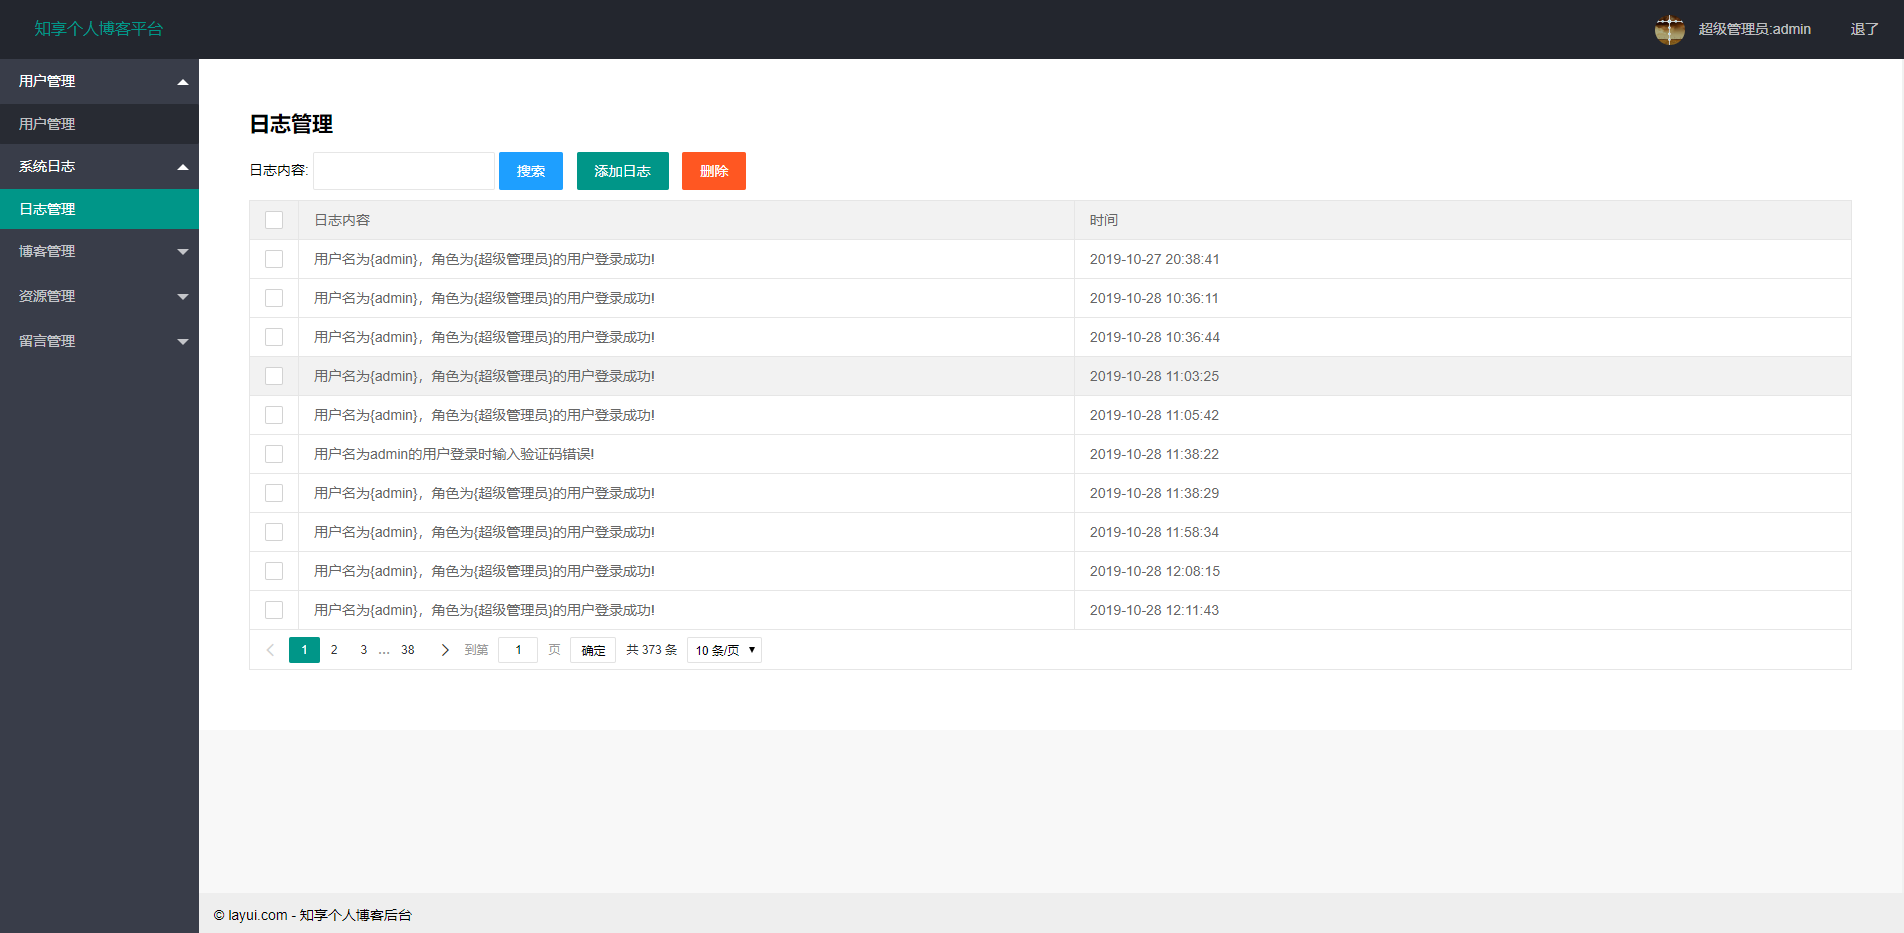 知享个人博客平台
超级管理员:admin 退了
用户管理
用户管理
系统日志
日志管理
博客管理
资源管理
留言管理
日志管理
日志内容: 搜索 添加日志 删除
日志内容 时间
用户名为{admin}，角色为{超级管理员}的用户登录成功! 2019-10-27 20:38:41
用户名为{admin}，角色为{超级管理员}的用户登录成功! 2019-10-28 10:36:11
用户名为{admin}，角色为{超级管理员}的用户登录成功! 2019-10-28 10:36:44
用户名为{admin}，角色为{超级管理员}的用户登录成功! 2019-10-28 11:03:25
用户名为{admin}，角色为{超级管理员}的用户登录成功! 2019-10-28 11:05:42
用户名为admin的用户登录时输入验证码错误! 2019-10-28 11:38:22
用户名为{admin}，角色为{超级管理员}的用户登录成功! 2019-10-28 11:38:29
用户名为{admin}，角色为{超级管理员}的用户登录成功! 2019-10-28 11:58:34
用户名为{admin}，角色为{超级管理员}的用户登录成功! 2019-10-28 12:08:15
用户名为{admin}，角色为{超级管理员}的用户登录成功! 2019-10-28 12:11:43
1 2 3 … 38 到第 1 页 确定 共 373 条 10 条/页
© layui.com - 知享个人博客后台